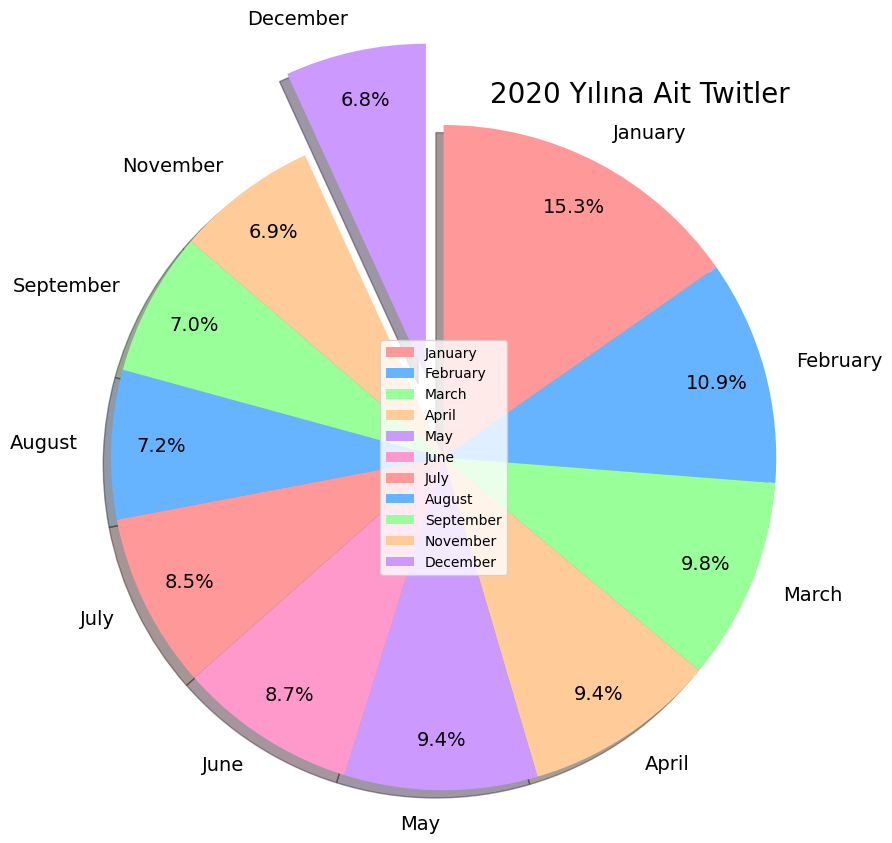 December
6.8%
2020 Yılına Ait Twitler
January
15.3%
November
6.9%
September
7.0%
February
10.9%
August
7.2%
January
February
March
April
May
June
July
August
September
November
December
March
9.8%
July
8.5%
June
8.7%
May
9.4%
April
9.4%